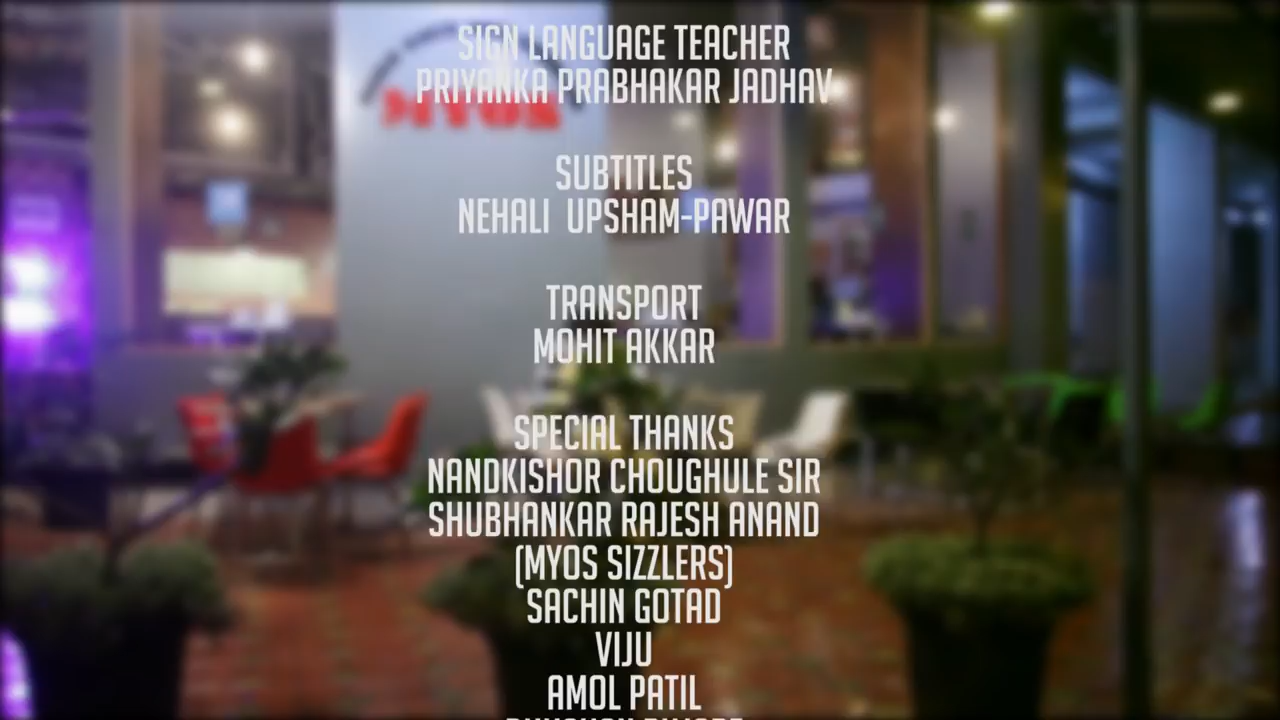 SIGN LANGUAGE TEACHER
PRIYANKA PRABHAKAR JADHAV
SUBTITLES
NEHALI UPSHAM-PAWAR
TRANSPORT
MOHIT AKKAR
SPECIAL THANKS
NANDKISHOR CHOUGHULE SIR
SHUBHANKAR RAJESH ANAND
(MYOS SIZZLERS)
SACHIN GOTAD
VIJU
AMOL PATIL